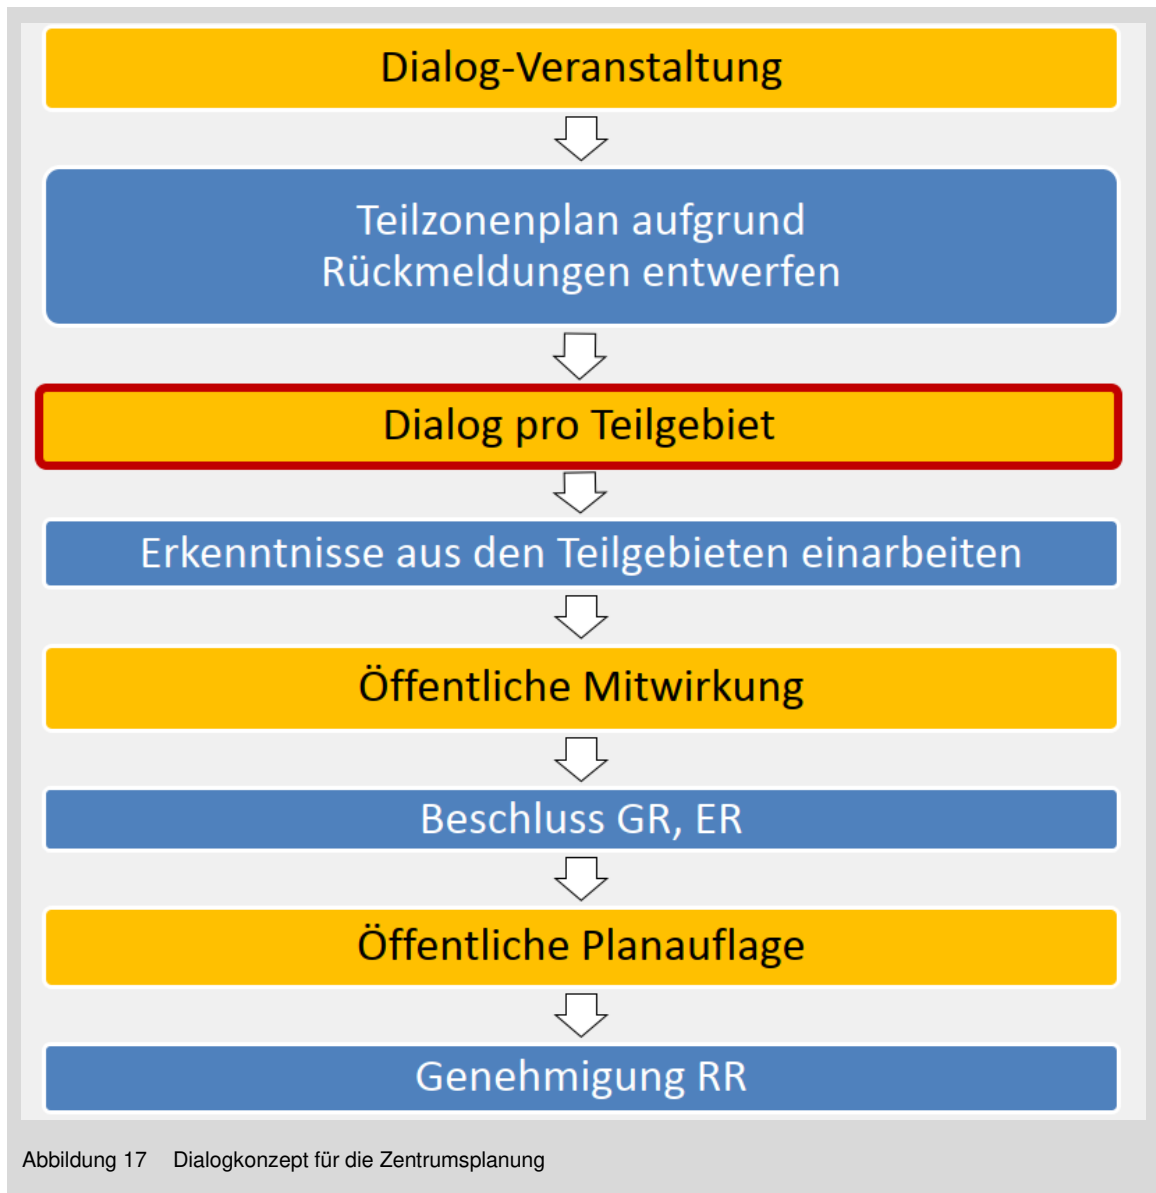 Dialog-Veranstaltung
Teilzonenplan aufgrund
Rückmeldungen entwerfen
Dialog pro Teilgebiet
Erkenntnisse aus den Teilgebieten einarbeiten
Öffentliche Mitwirkung
Beschluss GR, ER
Öffentliche Planauflage
Genehmigung RR
Abbildung 17 Dialogkonzept für die Zentrumsplanung